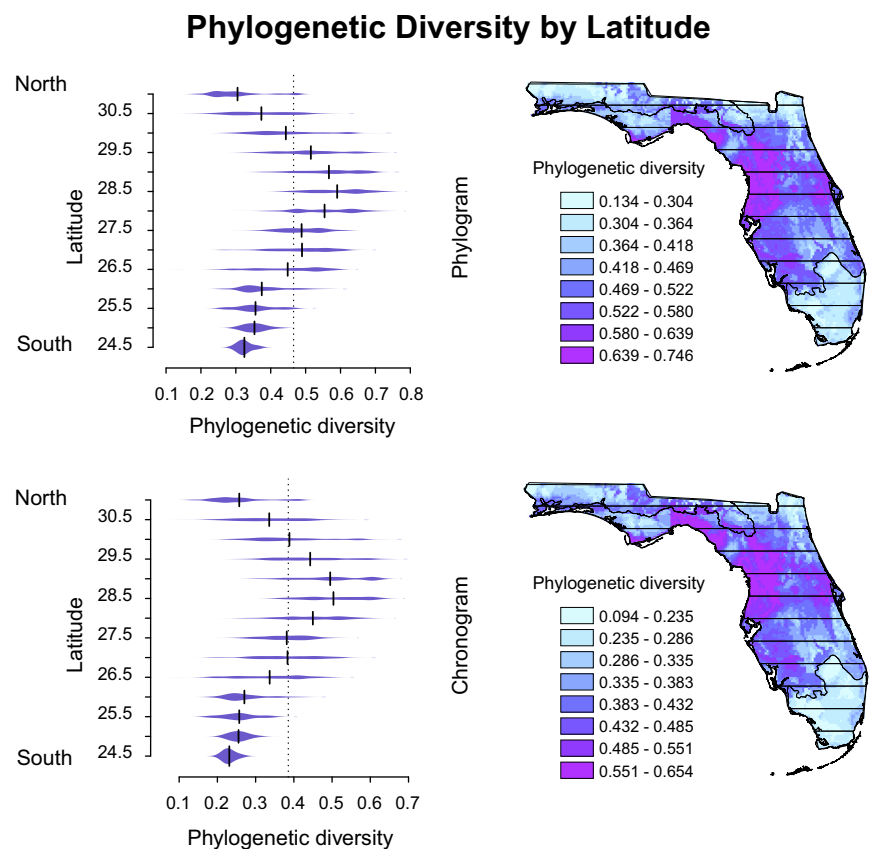 Phylogenetic Diversity by Latitude
North
30.5
29.5
28.5
27.5
26.5
25.5
24.5
South
Latitude
0.1 0.2 0.3 0.4 0.5 0.6 0.7 0.8
Phylogenetic diversity
Phylogram
Phylogenetic diversity
0.134 - 0.304
0.304 - 0.364
0.364 - 0.418
0.418 - 0.469
0.469 - 0.522
0.522 - 0.580
0.580 - 0.639
0.639 - 0.746
North
30.5
29.5
28.5
27.5
26.5
25.5
24.5
South
Latitude
0.1 0.2 0.3 0.4 0.5 0.6 0.7
Phylogenetic diversity
Chronogram
Phylogenetic diversity
0.094 - 0.235
0.235 - 0.286
0.286 - 0.335
0.335 - 0.383
0.383 - 0.432
0.432 - 0.485
0.485 - 0.551
0.551 - 0.654